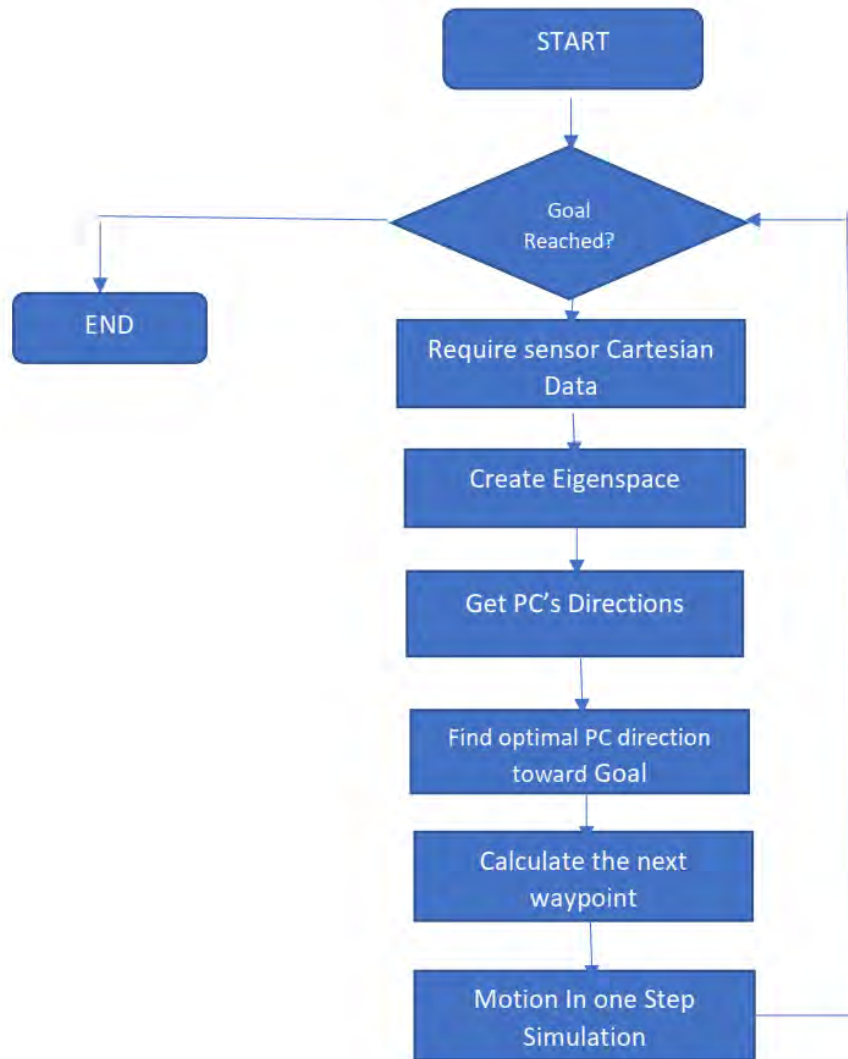 START
Goal
Reached?
END
Require sensor Cartesian
Data
Create Eigenspace
Get PC’s Directions
Find optimal PC direction
toward Goal
Calculate the next
waypoint
Motion In one Step
Simulation